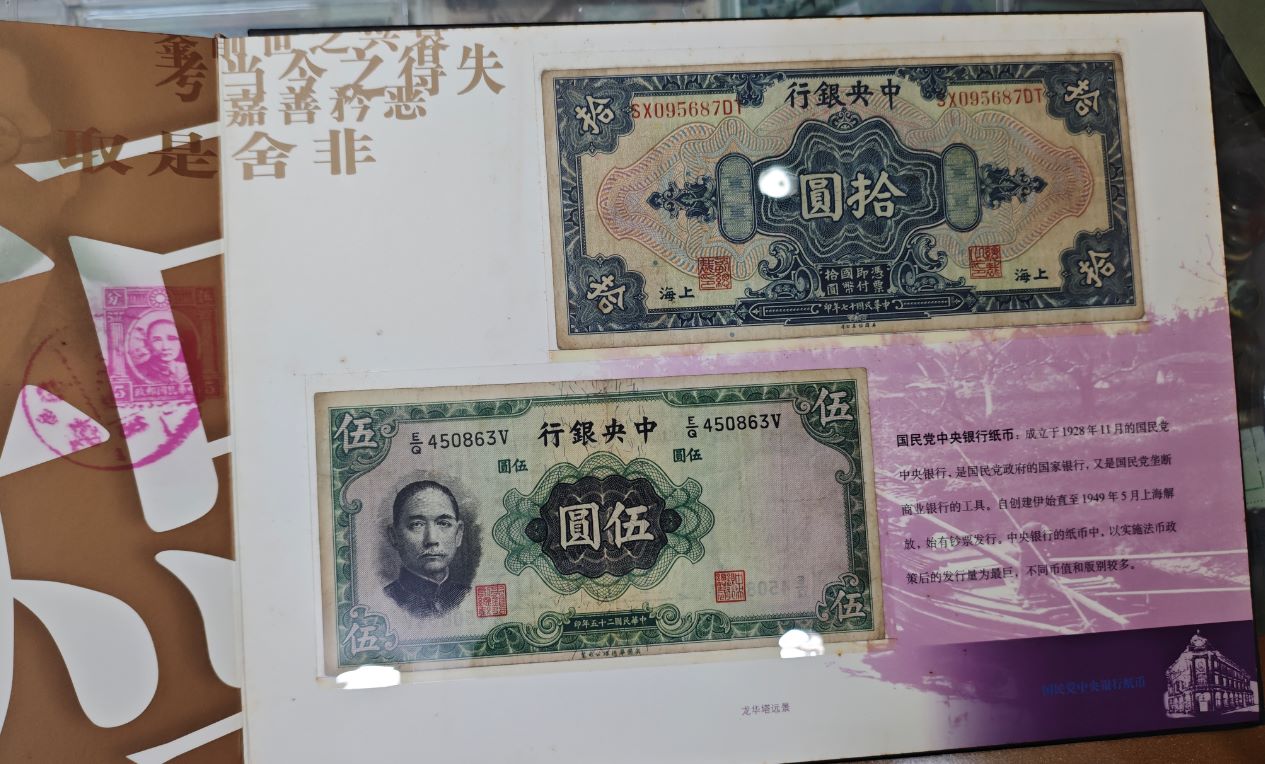 当今之得失
嘉善矜恶
取是舍非
中央銀行
SX095687DT
SX095687DT
拾
拾
拾圓
拾
拾
憑票即付國幣拾圓
上海
上海
中華民國十七年印
中央銀行
E/Q 450863V
E/Q 450863V
伍
伍
伍圓
伍圓
伍圓
伍
伍
中華民國二十五年印
国民党中央银行纸币：成立于1928年11月的国民党
中央银行，是国民党政府的国家银行，又是国民党垄断
商业银行的工具。自创建伊始直至1949年5月上海解
放，始有钞票发行。中央银行的纸币中，以实施法币政
策后的发行量为最巨，不同币值和版别较多。
国民党中央银行纸币
龙华塔远景